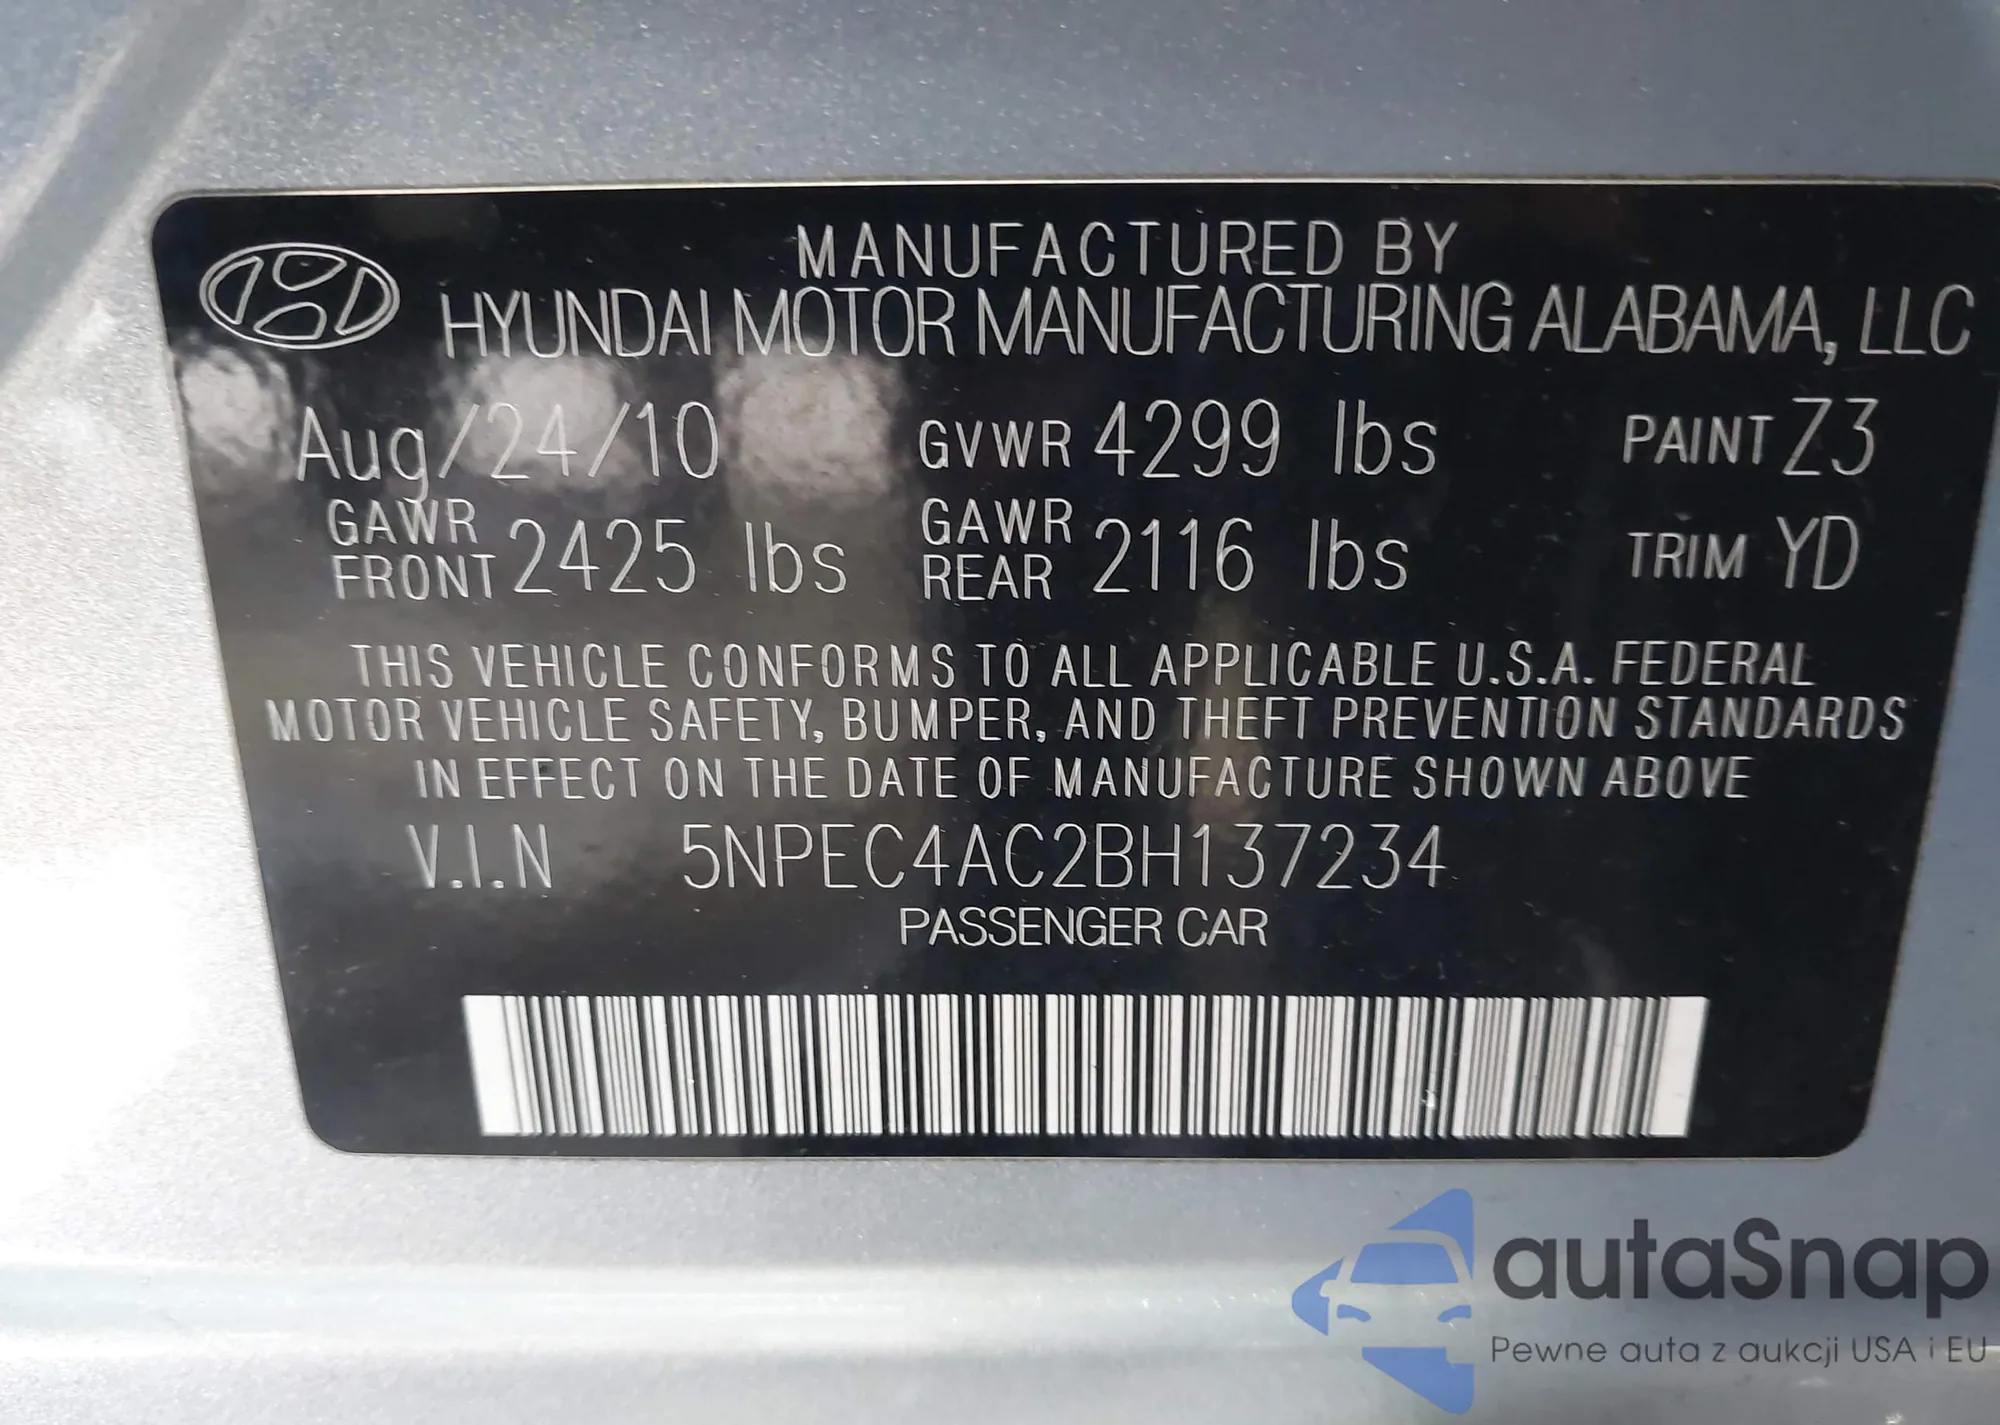 MANUFACTURED BY
HYUNDAI MOTOR MANUFACTURING ALABAMA, LLC
Aug/24/10 GVWR 4299 lbs PAINT Z3
GAWR FRONT 2425 lbs GAWR REAR 2116 lbs TRIM YD
THIS VEHICLE CONFORMS TO ALL APPLICABLE U.S.A. FEDERAL
MOTOR VEHICLE SAFETY, BUMPER, AND THEFT PREVENTION STANDARDS
IN EFFECT ON THE DATE OF MANUFACTURE SHOWN ABOVE
V.I.N 5NPEC4AC2BH137234
PASSENGER CAR
autaSnap
Pewne auta z aukcji USA i EU